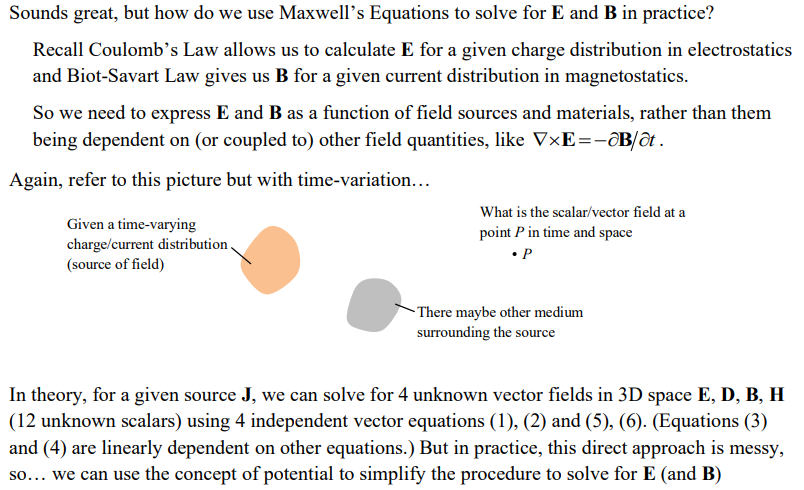 Sounds great, but how do we use Maxwell’s Equations to solve for E and B in practice?
Recall Coulomb’s Law allows us to calculate E for a given charge distribution in electrostatics
and Biot-Savart Law gives us B for a given current distribution in magnetostatics.
So we need to express E and B as a function of field sources and materials, rather than them
being dependent on (or coupled to) other field quantities, like ∇×E=−∂B/∂t .
Again, refer to this picture but with time-variation…
Given a time-varying
charge/current distribution
(source of field)
What is the scalar/vector field at a
point P in time and space
• P
There maybe other medium
surrounding the source
In theory, for a given source J, we can solve for 4 unknown vector fields in 3D space E, D, B, H
(12 unknown scalars) using 4 independent vector equations (1), (2) and (5), (6). (Equations (3)
and (4) are linearly dependent on other equations.) But in practice, this direct approach is messy,
so… we can use the concept of potential to simplify the procedure to solve for E (and B)